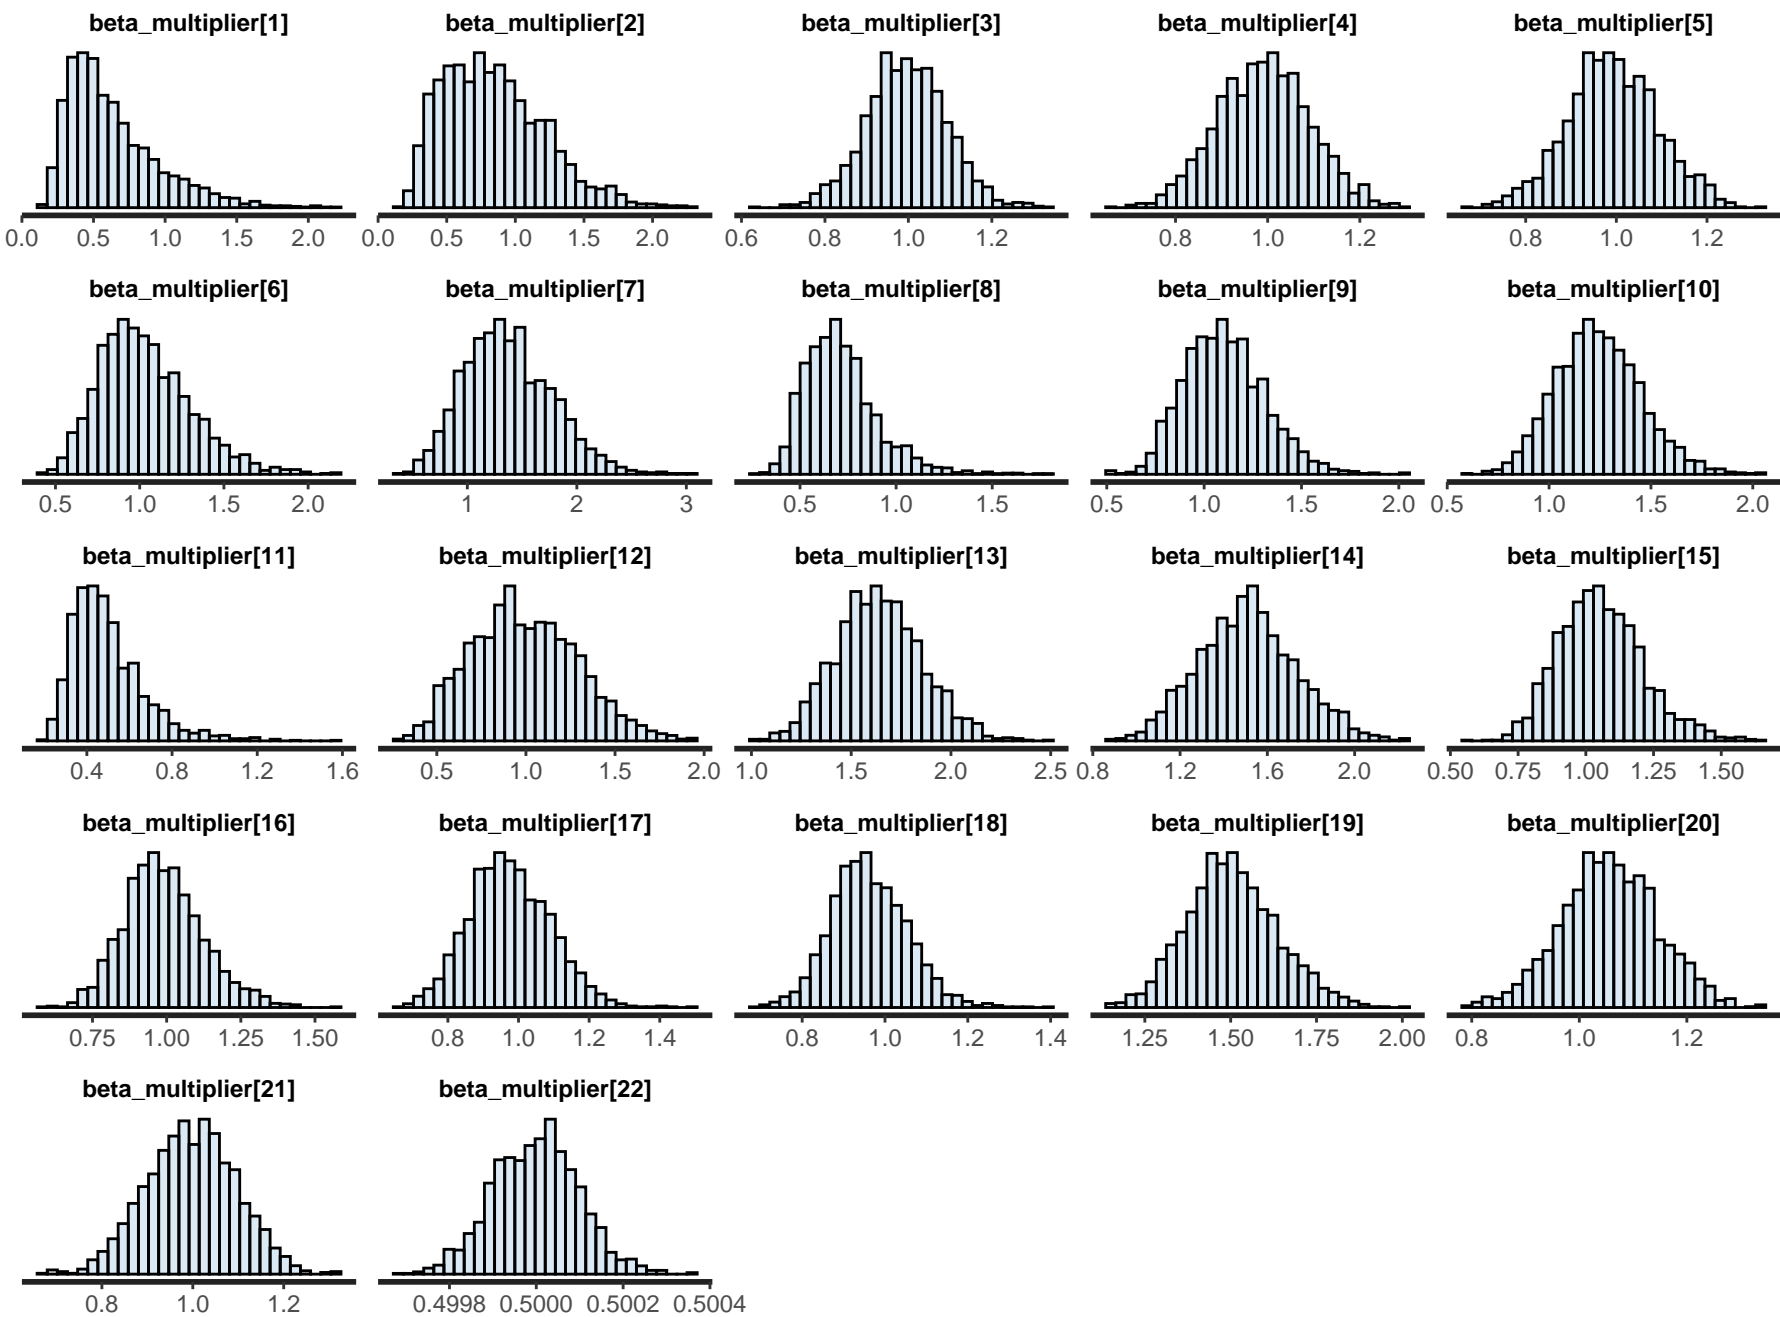 beta_multiplier[1] beta_multiplier[2] beta_multiplier[3] beta_multiplier[4] beta_multiplier[5]
0.0 0.5 1.0 1.5 2.0 0.0 0.5 1.0 1.5 2.0 0.6 0.8 1.0 1.2 0.8 1.0 1.2 0.8 1.0 1.2
beta_multiplier[6] beta_multiplier[7] beta_multiplier[8] beta_multiplier[9] beta_multiplier[10]
0.5 1.0 1.5 2.0 1 2 3 0.5 1.0 1.5 0.5 1.0 1.5 2.0 0.5 1.0 1.5 2.0
beta_multiplier[11] beta_multiplier[12] beta_multiplier[13] beta_multiplier[14] beta_multiplier[15]
0.4 0.8 1.2 1.6 0.5 1.0 1.5 2.0 1.0 1.5 2.0 2.5 0.8 1.2 1.6 2.0 0.50 0.75 1.00 1.25 1.50
beta_multiplier[16] beta_multiplier[17] beta_multiplier[18] beta_multiplier[19] beta_multiplier[20]
0.75 1.00 1.25 1.50 0.8 1.0 1.2 1.4 0.8 1.0 1.2 1.4 1.25 1.50 1.75 2.00 0.8 1.0 1.2
beta_multiplier[21] beta_multiplier[22]
0.8 1.0 1.2 0.4998 0.5000 0.5002 0.5004